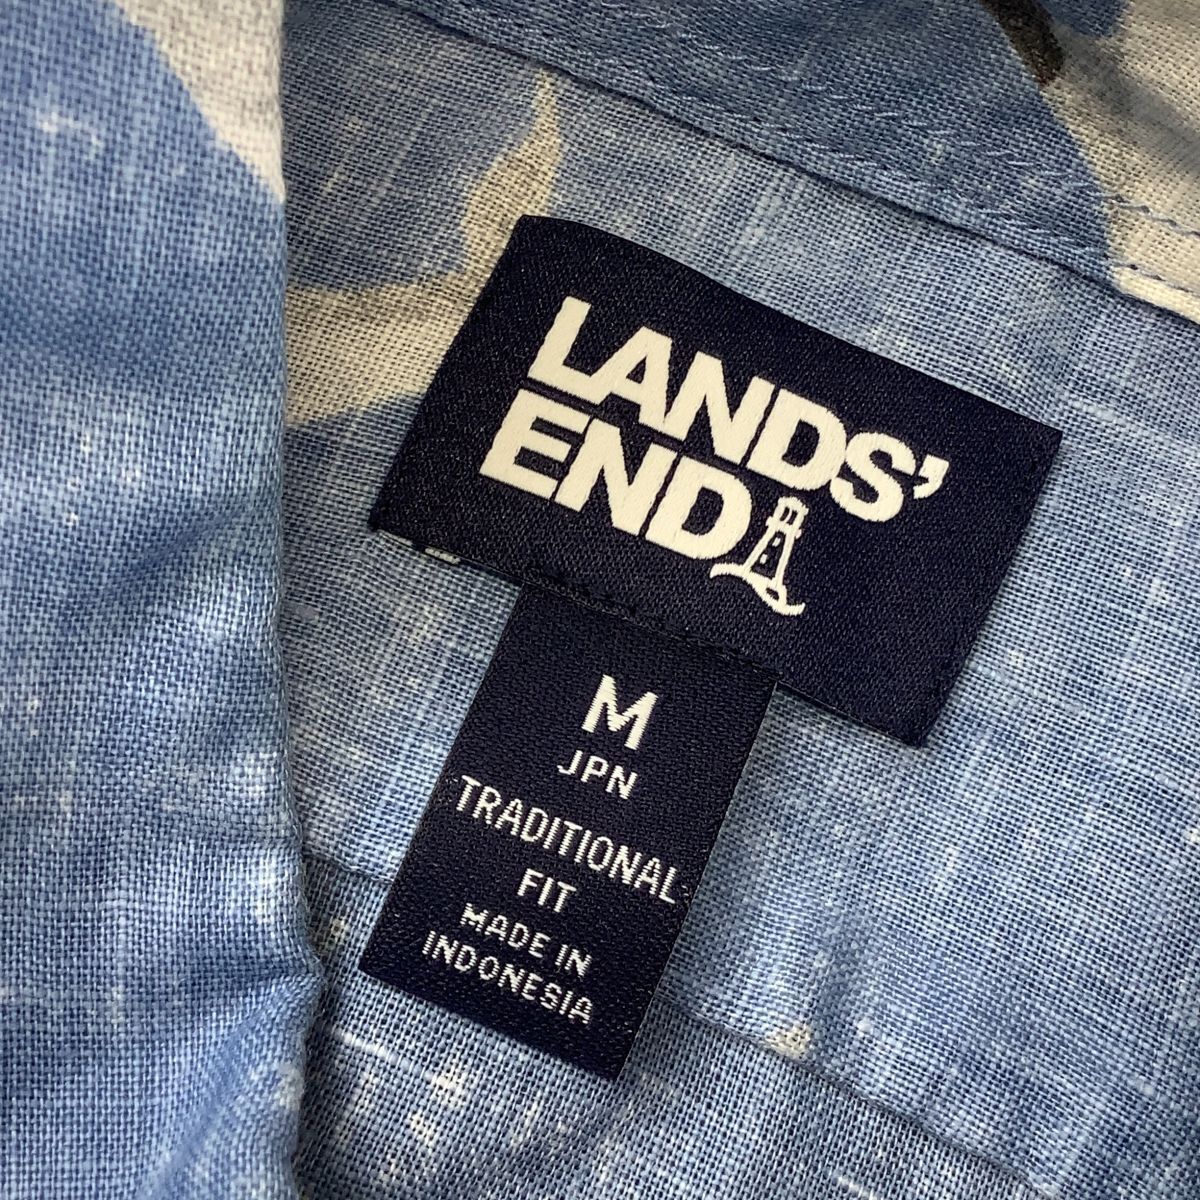 LANDS'
END
M
JPN
TRADITIONAL
FIT
MADE IN
INDONESIA